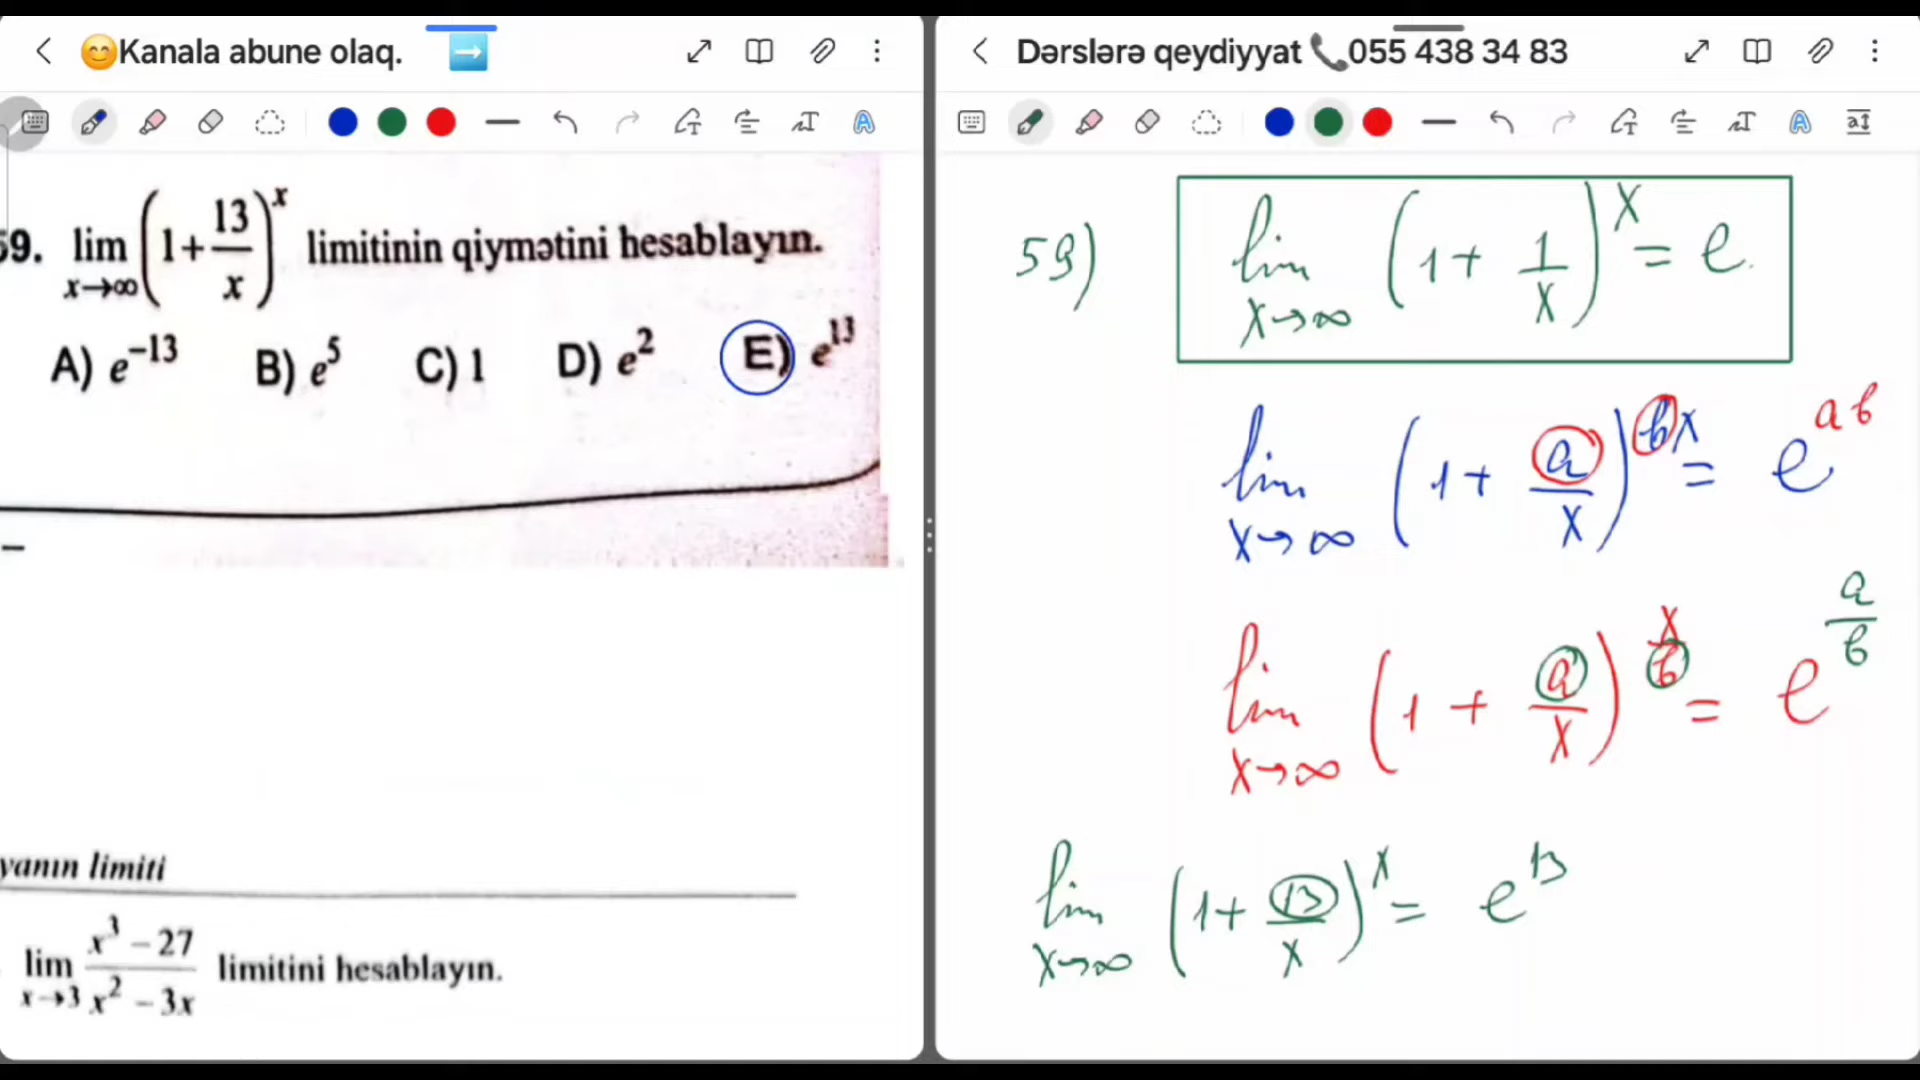 😊Kanala abune olaq. ➡️
59. lim x→∞ (1+13/x)^x limitinin qiymətini hesablayın.
A) e^-13 B) e^5 C) 1 D) e^2 E) e^13
yanın limiti
lim x→3 (x^3 – 27)/(x^2 – 3x) limitini hesablayın.
Dərslərə qeydiyyat 📞055 438 34 83
59) lim x→∞ (1 + 1/x)^x = e.
lim x→∞ (1 + a/x)^bx = e^ab
lim x→∞ (1 + a/x)^x/b = e^a/b
lim x→∞ (1 + 13/x)^x = e^13